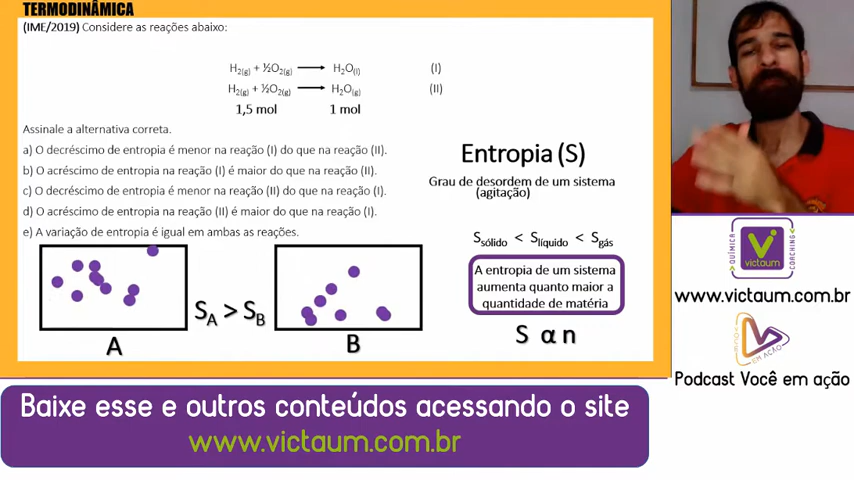 TERMODINÂMICA
(IME/2019) Considere as reações abaixo:
H2(g) + ½O2(g) ⟶ H2O(l) (I)
H2(g) + ½O2(g) ⟶ H2O(g) (II)
1,5 mol 1 mol
Assinale a alternativa correta.
a) O decréscimo de entropia é menor na reação (I) do que na reação (II).
b) O acréscimo de entropia na reação (I) é maior do que na reação (II).
c) O decréscimo de entropia é menor na reação (II) do que na reação (I).
d) O acréscimo de entropia na reação (II) é maior do que na reação (I).
e) A variação de entropia é igual em ambas as reações.
SA > SB
A
B
Entropia (S)
Grau de desordem de um sistema
(agitação)
Ssólido < Slíquido < Sgás
A entropia de um sistema
aumenta quanto maior a
quantidade de matéria
S α n
QUÍMICA
victaum
COACHING
www.victaum.com.br
VOCÊ
EM AÇÃO
Podcast Você em ação
Baixe esse e outros conteúdos acessando o site
www.victaum.com.br